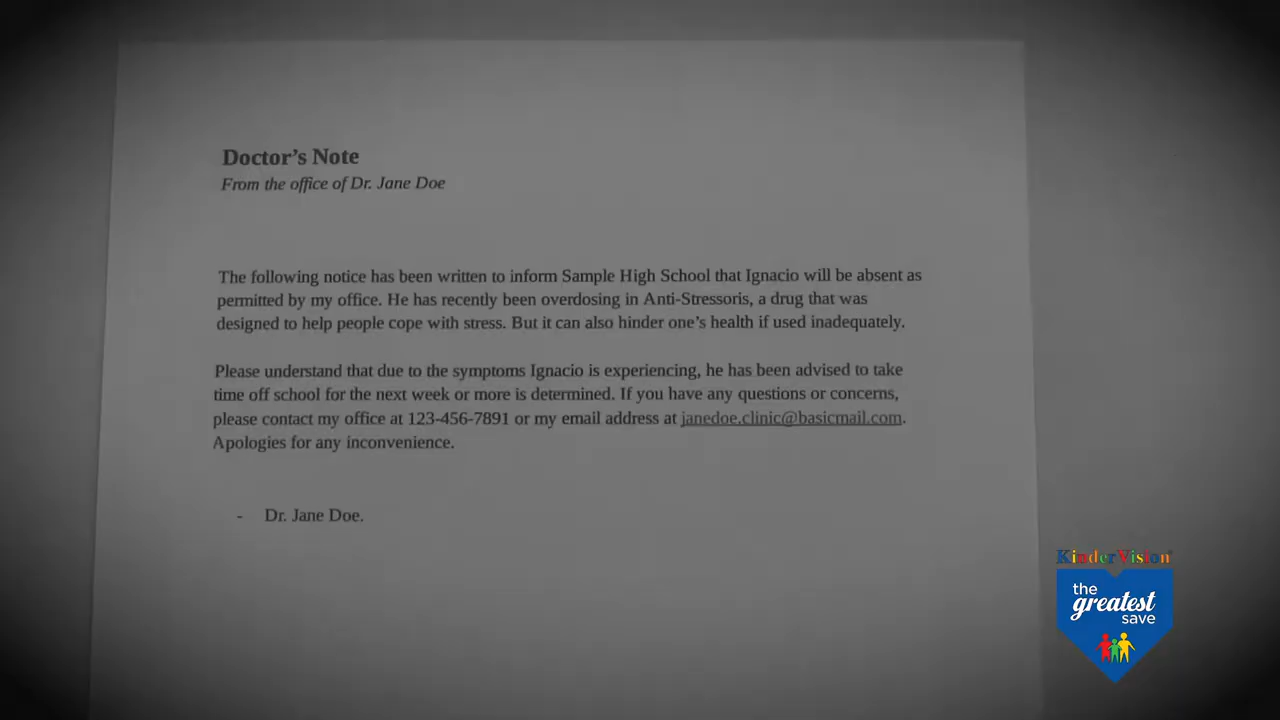 Doctor's Note
From the office of Dr. Jane Doe
The following notice has been written to inform Sample High School that Ignacio will be absent as
permitted by my office. He has recently been overdosing in Anti-Stressoris, a drug that was
designed to help people cope with stress. But it can also hinder one's health if used inadequately.
Please understand that due to the symptoms Ignacio is experiencing, he has been advised to take
time off school for the next week or more is determined. If you have any questions or concerns,
please contact my office at 123-456-7891 or my email address at janedoe.clinic@basicmail.com.
Apologies for any inconvenience.
- Dr. Jane Doe.
KinderVision®
the
greatest
save